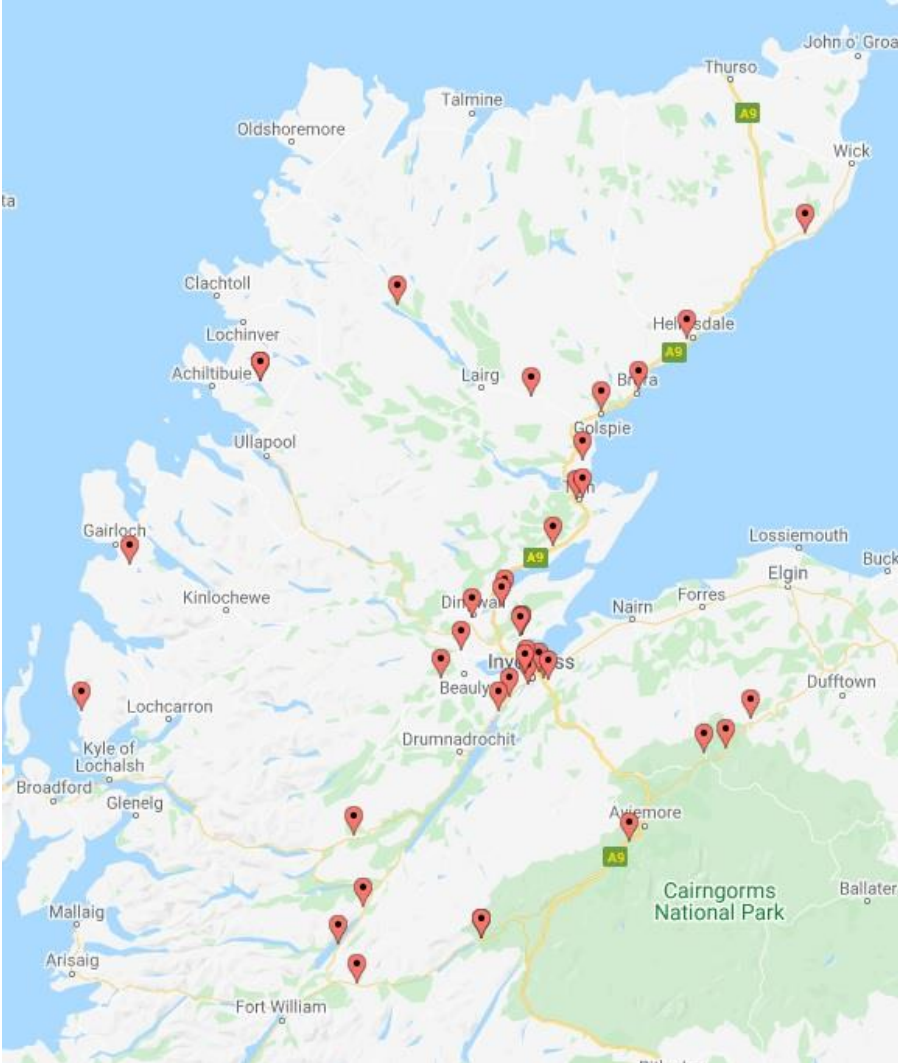 John o' Groa
Thurso
A9
Talmine
Oldshoremore
Wick
ta
Clachtoll
Lochinver
Achiltibuie
A9
Lairg
Golspie
Ullapool
Gairloch
A9
Lossiemouth
Elgin
Buck
Kinlochewe
Nairn
Forres
Beauly
Dufftown
Lochcarron
Drumnadrochit
Kyle of
Lochalsh
Broadford
Glenelg
Aviemore
A9
Cairngorms
National Park
Ballater
Mallaig
Arisaig
Fort William